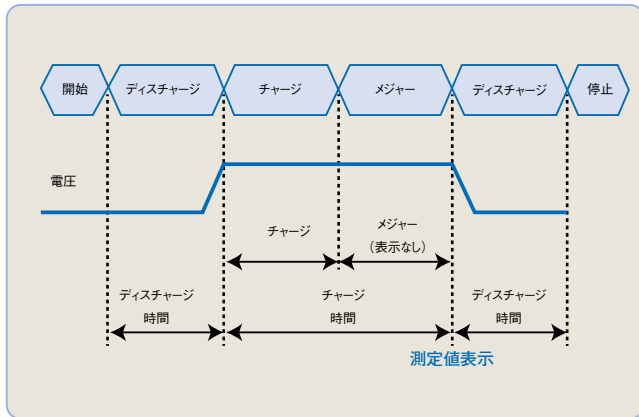 開始
ディスチャージ
チャージ
メジャー
ディスチャージ
停止
電圧
チャージ
メジャー
(表示なし)
ディスチャージ
時間
チャージ
時間
ディスチャージ
時間
測定値表示